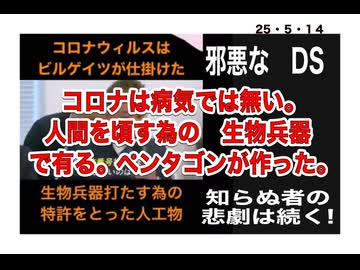 25・5・14
コロナウィルスは
ビルゲイツが仕掛けた
邪悪な DS
コロナは病気では無い。
人間を頃す為の 生物兵器
で有る。ペンタゴンが作った。
生物兵器打たす為の
特許をとった人工物
知らぬ者の
悲劇は続く!